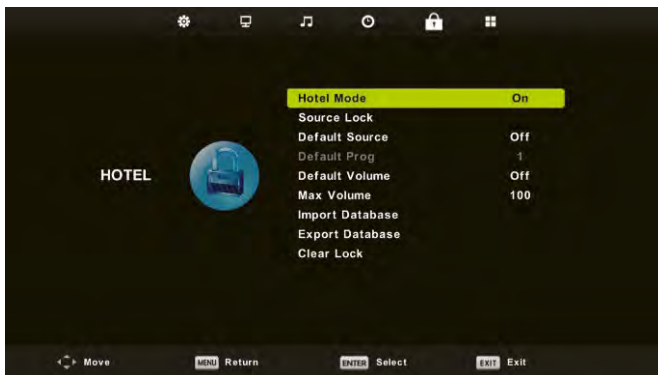 Hotel Mode On
Source Lock
Default Source Off
Default Prog 1
HOTEL
Default Volume Off
Max Volume 100
Import Database
Export Database
Clear Lock
Move MENU Return ENTER Select EXIT Exit